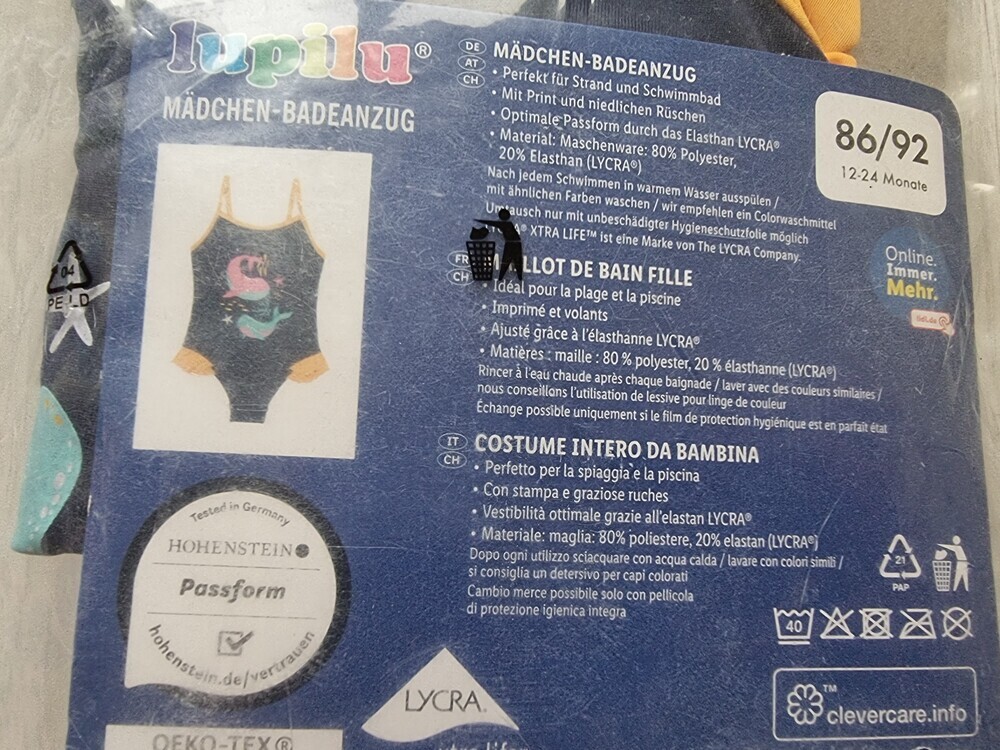 lupilu®
MÄDCHEN-BADEANZUG
04
PE-LD
Tested in Germany
HOHENSTEIN
Passform
hohenstein.de/vertrauen
OEKO-TEX®
DE
AT
CH
MÄDCHEN-BADEANZUG
• Perfekt für Strand und Schwimmbad
• Mit Print und niedlichen Rüschen
• Optimale Passform durch das Elasthan LYCRA®
• Material: Maschenware: 80% Polyester,
20% Elasthan (LYCRA®)
Nach jedem Schwimmen in warmem Wasser ausspülen /
mit ähnlichen Farben waschen / wir empfehlen ein Colorwaschmittel
Umtausch nur mit unbeschädigter Hygieneschutzfolie möglich
® XTRA LIFE™ ist eine Marke von The LYCRA Company.
FR
CH
MAILLOT DE BAIN FILLE
• Idéal pour la plage et la piscine
• Imprimé et volants
• Ajusté grâce à l'élasthanne LYCRA®
• Matières : maille : 80 % polyester, 20 % élasthanne (LYCRA®)
Rincer à l'eau chaude après chaque baignade / laver avec des couleurs similaires /
nous conseillons l'utilisation de lessive pour linge de couleur
Échange possible uniquement si le film de protection hygiénique est en parfait état
IT
CH
COSTUME INTERO DA BAMBINA
• Perfetto per la spiaggia e la piscina
• Con stampa e graziose ruches
• Vestibilità ottimale grazie all'elastan LYCRA®
• Materiale: maglia: 80% poliestere, 20% elastan (LYCRA®)
Dopo ogni utilizzo sciacquare con acqua calda / lavare con colori simili /
si consiglia un detersivo per capi colorati
Cambio merce possibile solo con pellicola
di protezione igienica integra
LYCRA
86/92
12-24 Monate
Online.
Immer.
Mehr.
21
PAP
40
™
clevercare.info